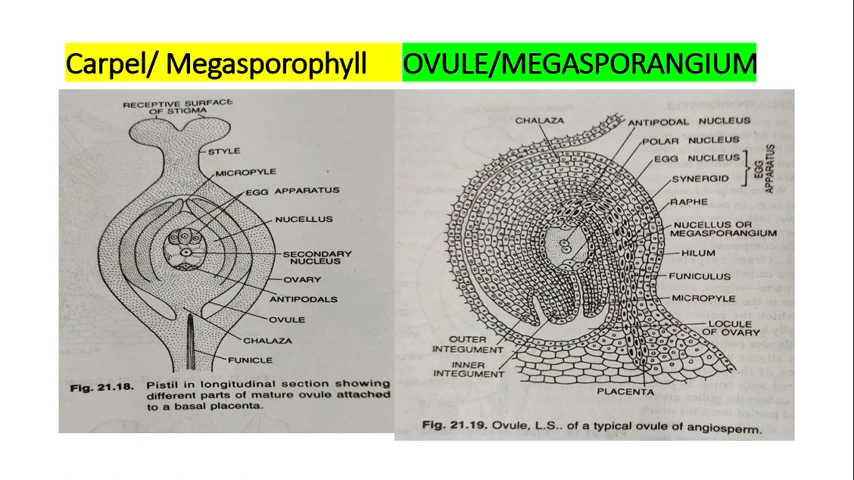 Carpel/ Megasporophyll
OVULE/MEGASPORANGIUM
RECEPTIVE SURFACE
OF STIGMA
STYLE
MICROPYLE
EGG APPARATUS
NUCELLUS
SECONDARY
NUCLEUS
OVARY
ANTIPODALS
OVULE
CHALAZA
FUNICLE
Fig. 21.18. Pistil in longitudinal section showing
different parts of mature ovule attached
to a basal placenta.
CHALAZA
ANTIPODAL NUCLEUS
POLAR NUCLEUS
EGG NUCLEUS
SYNERGID
EGG
APPARATUS
RAPHE
NUCELLUS OR
MEGASPORANGIUM
HILUM
FUNICULUS
MICROPYLE
LOCULE
OF OVARY
OUTER
INTEGUMENT
INNER
INTEGUMENT
PLACENTA
Fig. 21.19. Ovule, L.S.. of a typical ovule of angiosperm.